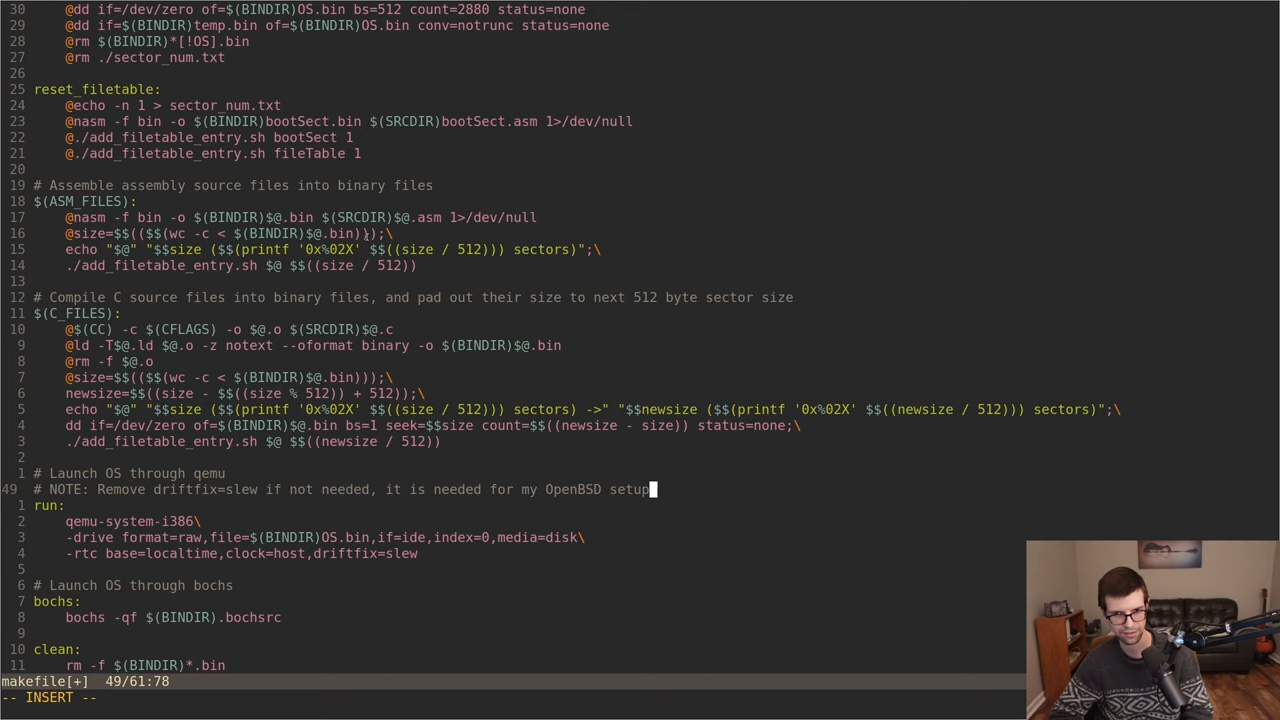 30     @dd if=/dev/zero of=$(BINDIR)OS.bin bs=512 count=2880 status=none
29     @dd if=$(BINDIR)temp.bin of=$(BINDIR)OS.bin conv=notrunc status=none
28     @rm $(BINDIR)*[!OS].bin
27     @rm ./sector_num.txt
26
25 reset_filetable:
24     @echo -n 1 > sector_num.txt
23     @nasm -f bin -o $(BINDIR)bootSect.bin $(SRCDIR)bootSect.asm 1>/dev/null
22     @./add_filetable_entry.sh bootSect 1
21     @./add_filetable_entry.sh fileTable 1
20
19 # Assemble assembly source files into binary files
18 $(ASM_FILES):
17     @nasm -f bin -o $(BINDIR)$@.bin $(SRCDIR)$@.asm 1>/dev/null
16     @size=$$(($$(wc -c < $(BINDIR)$@.bin)));\
15     echo "$@" "$$size ($$(printf '0x%02X' $$((size / 512))) sectors)";\
14     ./add_filetable_entry.sh $@ $$((size / 512))
13
12 # Compile C source files into binary files, and pad out their size to next 512 byte sector size
11 $(C_FILES):
10     @$(CC) -c $(CFLAGS) -o $@.o $(SRCDIR)$@.c
9     @ld -T$@.ld $@.o -z notext --oformat binary -o $(BINDIR)$@.bin
8     @rm -f $@.o
7     @size=$$(($$(wc -c < $(BINDIR)$@.bin)));\
6     newsize=$$((size - $$((size % 512)) + 512));\
5     echo "$@" "$$size ($$(printf '0x%02X' $$((size / 512))) sectors) ->" "$$newsize ($$(printf '0x%02X' $$((newsize / 512))) sectors)";\
4     dd if=/dev/zero of=$(BINDIR)$@.bin bs=1 seek=$$size count=$$((newsize - size)) status=none;\
3     ./add_filetable_entry.sh $@ $$((newsize / 512))
2
1 # Launch OS through qemu
49 # NOTE: Remove driftfix=slew if not needed, it is needed for my OpenBSD setup
1 run:
2     qemu-system-i386\
3     -drive format=raw,file=$(BINDIR)OS.bin,if=ide,index=0,media=disk\
4     -rtc base=localtime,clock=host,driftfix=slew
5
6 # Launch OS through bochs
7 bochs:
8     bochs -qf $(BINDIR).bochsrc
9
10 clean:
11     rm -f $(BINDIR)*.bin
makefile[+]  49/61:78
-- INSERT --